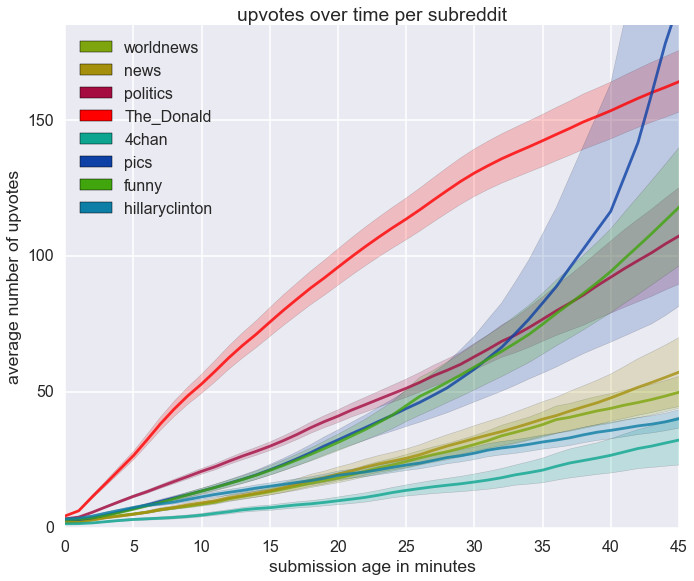 upvotes over time per subreddit
worldnews
news
politics
The_Donald
4chan
pics
funny
hillaryclinton
average number of upvotes
150
100
50
0
0 5 10 15 20 25 30 35 40 45
submission age in minutes